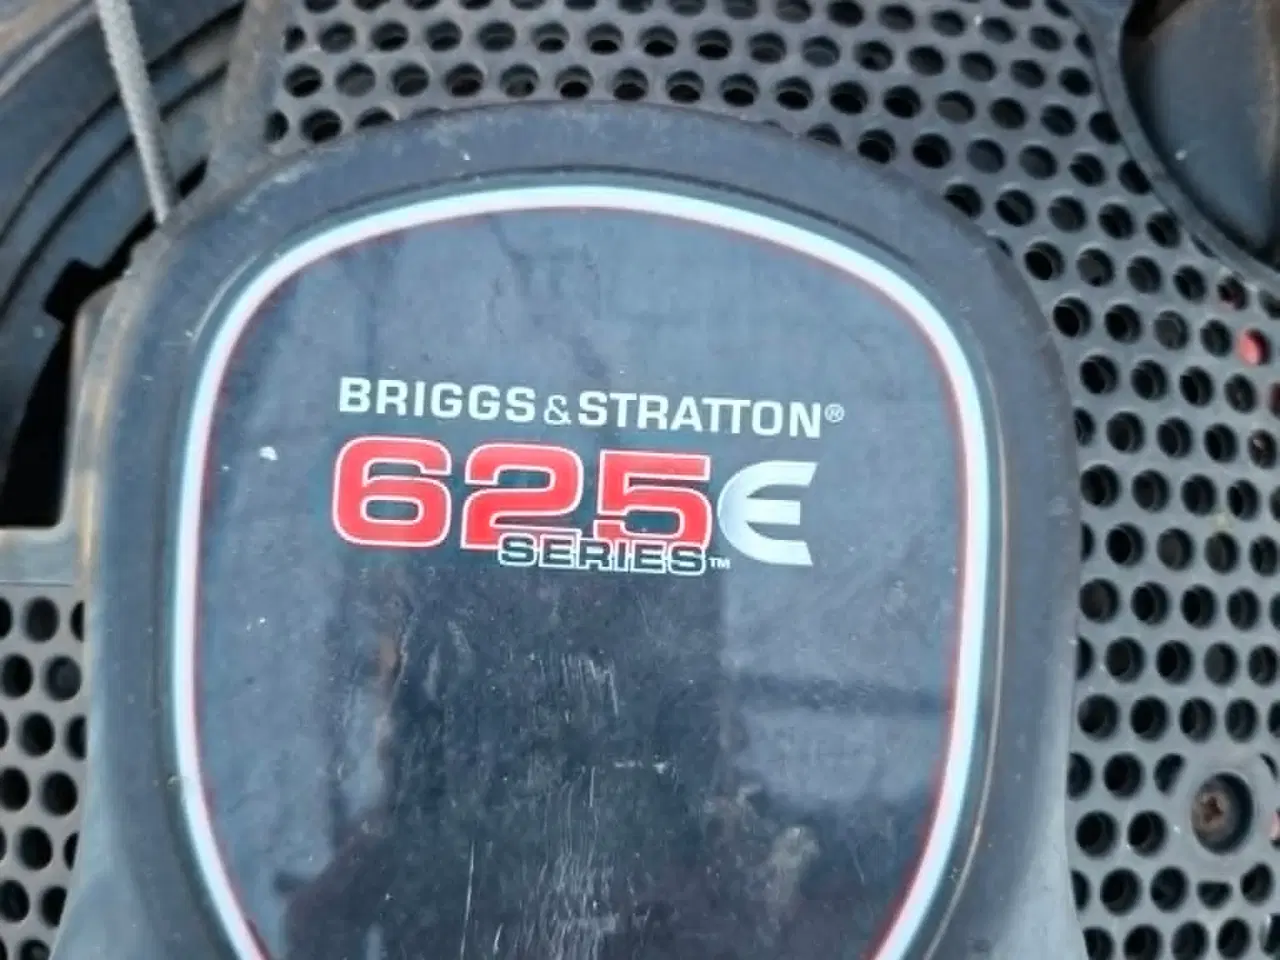 BRIGGS & STRATTON®
625E
SERIES™